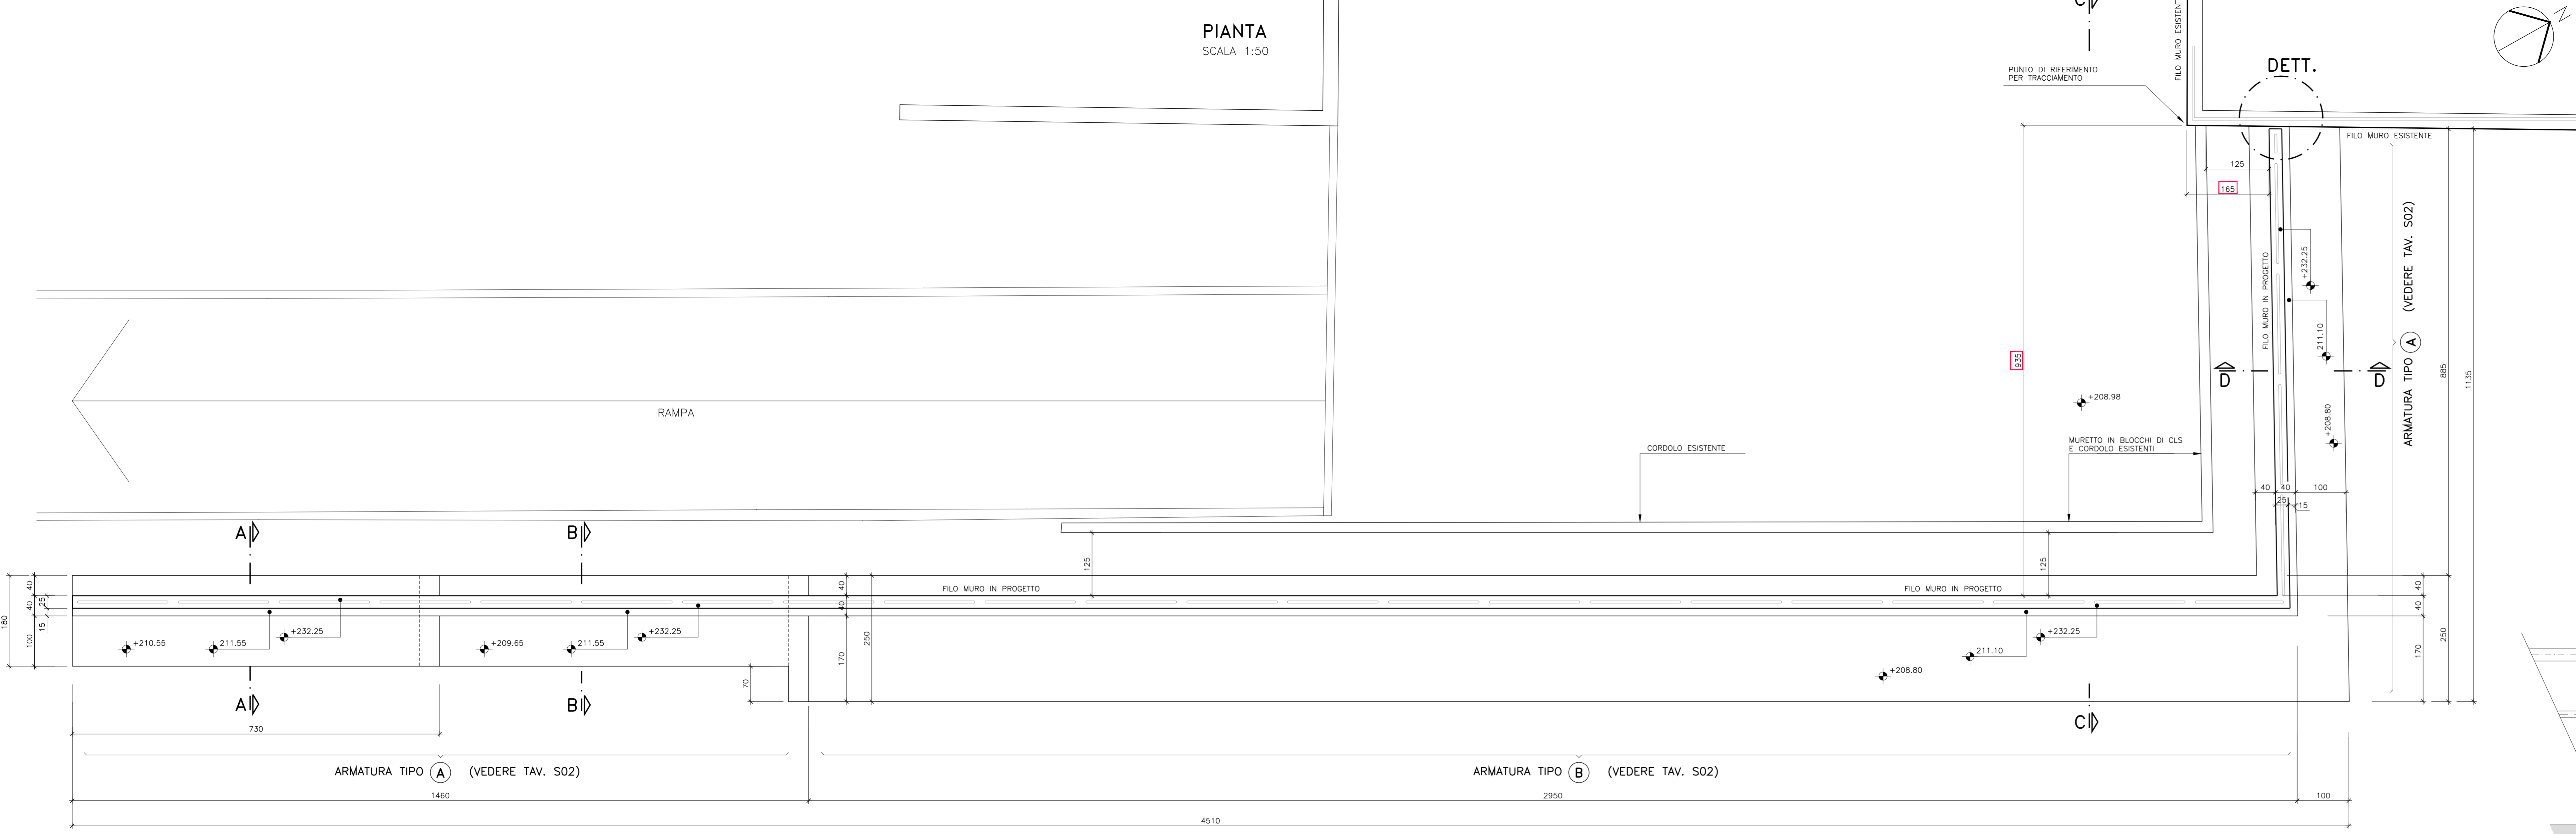 PIANTA
SCALA 1:50
C
FILO MURO ESISTENTE
N
DETT.
PUNTO DI RIFERIMENTO
PER TRACCIAMENTO
FILO MURO ESISTENTE
125
165
+232.25
FILO MURO IN PROGETTO
211.10
935
885
1135
ARMATURA TIPO A (VEDERE TAV. S02)
D
D
+208.98
+208.80
RAMPA
CORDOLO ESISTENTE
MURETTO IN BLOCCHI DI CLS
E CORDOLO ESISTENTI
40
40
100
25
15
A
B
125
125
40
40
25
15
100
180
FILO MURO IN PROGETTO
FILO MURO IN PROGETTO
40
40
170
250
+210.55
211.55
+232.25
+209.65
211.55
+232.25
70
+232.25
211.10
+208.80
40
40
170
250
A
B
C
730
ARMATURA TIPO A (VEDERE TAV. S02)
ARMATURA TIPO B (VEDERE TAV. S02)
1460
2950
100
4510